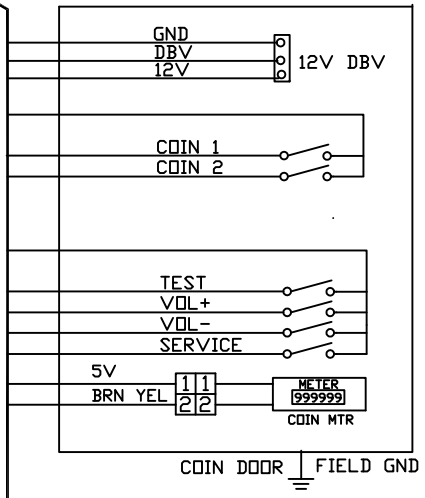 GND
DBV
12V
12V DBV
COIN 1
COIN 2
TEST
VOL+
VOL-
SERVICE
5V
BRN YEL
1 1
2 2
METER
999999
COIN MTR
COIN DOOR
FIELD GND